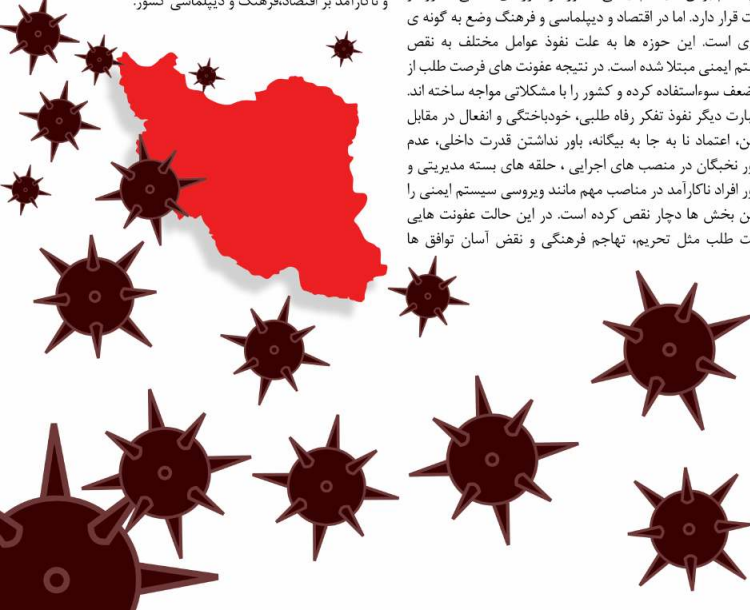 قرار دارد. اما در اقتصاد و دیپلماسی و فرهنگ وضع به گونه ی
است. این حوزه ها به علت نفوذ عوامل مختلف به نقص
ایمنی مبتلا شده است. در نتیجه عفونت های فرصت طلب از
سوءاستفاده کرده و کشور را با مشکلاتی مواجه ساخته اند.
دیگر نفوذ تفکر رفاه طلبی، خودباختگی و انفعال در مقابل
اعتماد نا به جا به بیگانه، باور نداشتن قدرت داخلی، عدم
نخبگان در منصب های اجرایی ، حلقه های بسته مدیریتی و
افراد ناکارآمد در مناصب مهم مانند ویروسی سیستم ایمنی را
بخش ها دچار نقص کرده است. در این حالت عفونت هایی
طلب مثل تحریم، تهاجم فرهنگی و نقض آسان توافق ها
و ناکارآمد بر اقتصاد،فرهنگ و دیپلماسی کشور.